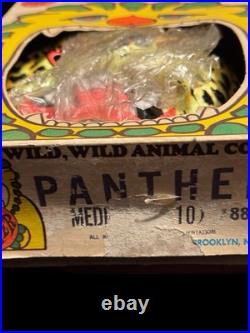 WILD, WILD ANIMAL CO
PANTHE
MEDI 10) $88
BROOKLYN, N